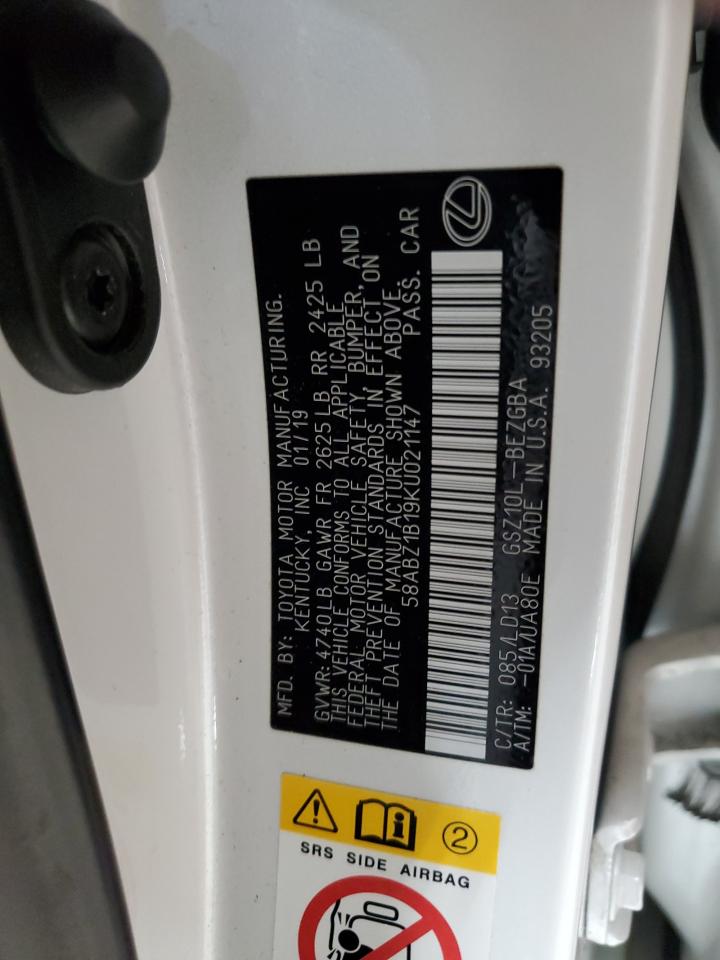 MFD. BY: TOYOTA MOTOR MANUFACTURING.
KENTUCKY, INC 01/19
GVWR:4740LB GAWR FR 2625LB RR 2425 LB
THIS VEHICLE CONFORMS TO ALL APPLICABLE
FEDERAL MOTOR VEHICLE SAFETY, BUMPER, AND
THEFT PREVENTION STANDARDS IN EFFECT ON
THE DATE OF MANUFACTURE SHOWN ABOVE.
58ABZ1B19KU021147 PASS. CAR
C/TR: 085/LD13 GSZ10L-BEZGBA
A/TM: -01A/UA80E MADE IN U.S.A. 93205
2
SRS SIDE AIRBAG